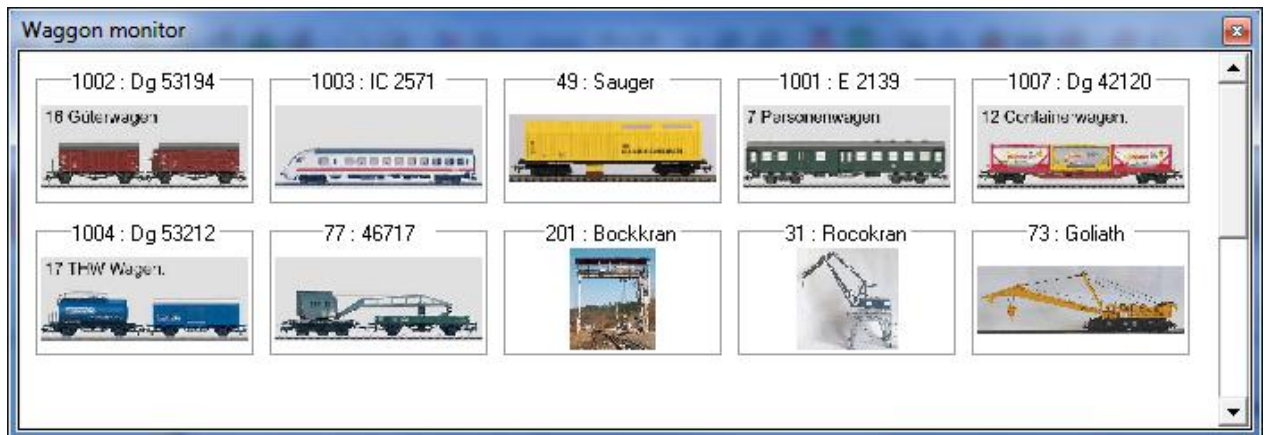 Waggon monitor
1002 : Dg 53194
1003 : IC 2571
49 : Sauger
1001 : E 2139
1007 : Dg 42120
16 Güterwagen
7 Personenwagen
12 Containerwagen.
1004 : Dg 53212
77 : 46717
201 : Bockkran
31 : Rocokran
73 : Goliath
17 THW Wagen.